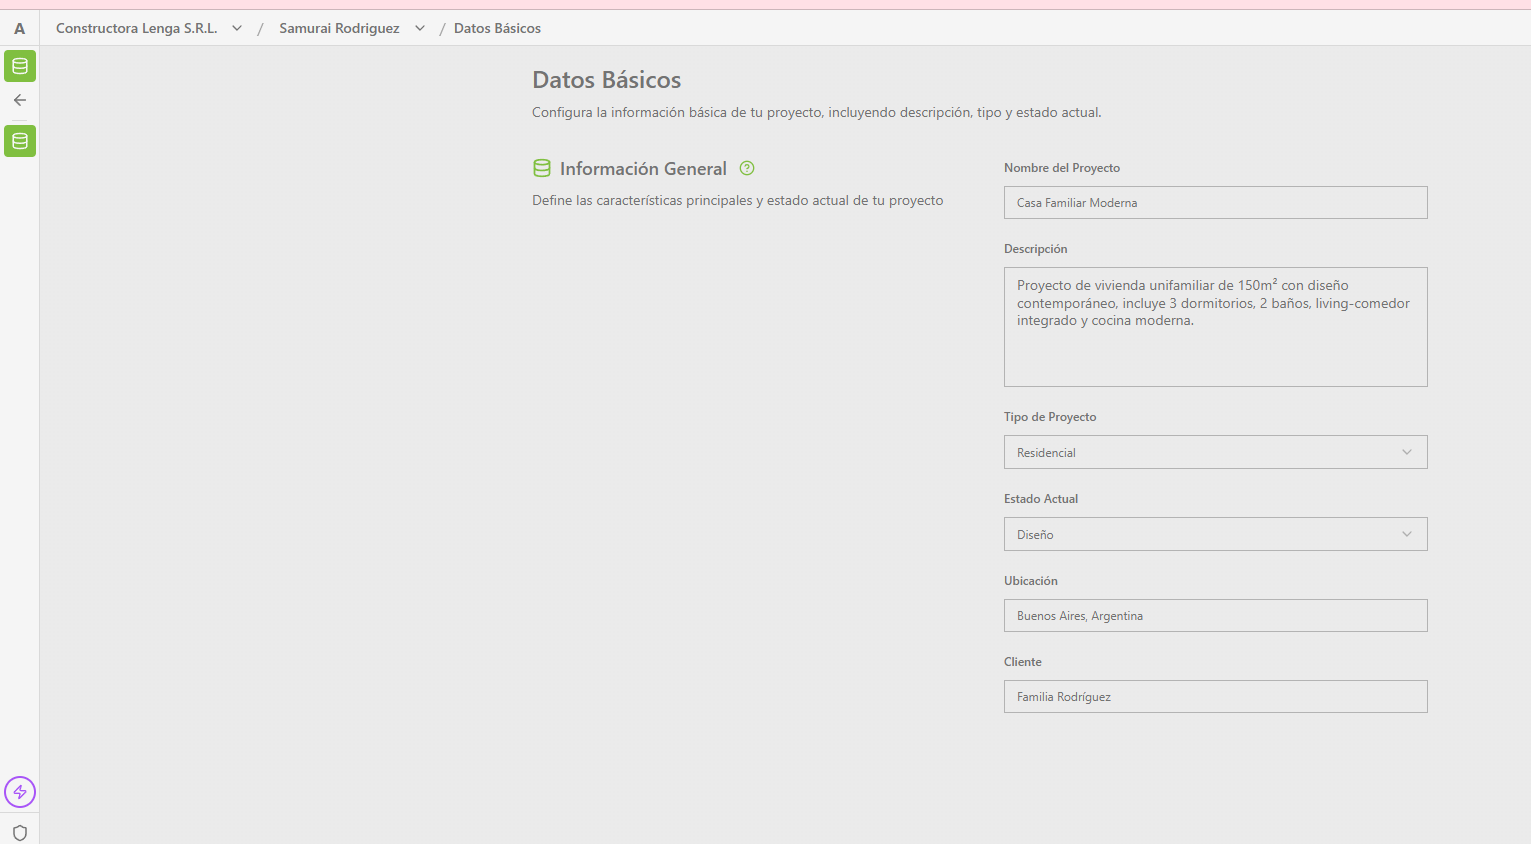 A
Constructora Lenga S.R.L. / Samurai Rodriguez / Datos Básicos
Datos Básicos
Configura la información básica de tu proyecto, incluyendo descripción, tipo y estado actual.
Información General
Define las características principales y estado actual de tu proyecto
Nombre del Proyecto
Casa Familiar Moderna
Descripción
Proyecto de vivienda unifamiliar de 150m² con diseño
contemporáneo, incluye 3 dormitorios, 2 baños, living-comedor
integrado y cocina moderna.
Tipo de Proyecto
Residencial
Estado Actual
Diseño
Ubicación
Buenos Aires, Argentina
Cliente
Familia Rodríguez